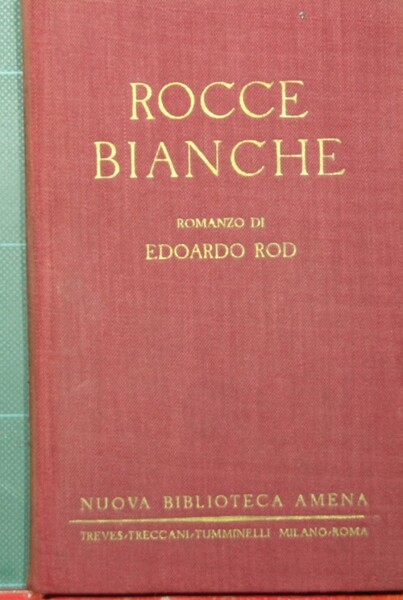 ROCCE
BIANCHE
ROMANZO DI
EDOARDO ROD
NUOVA BIBLIOTECA AMENA
TREVES-TRECCANI-TUMMINELLI MILANO-ROMA